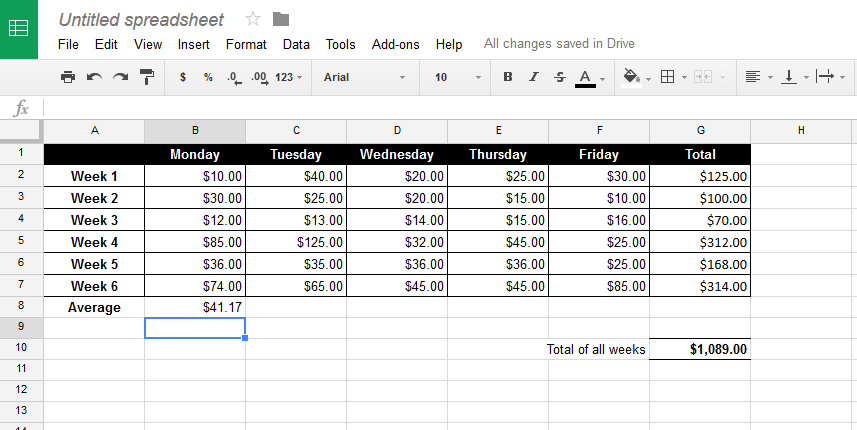 Untitled spreadsheet
File Edit View Insert Format Data Tools Add-ons Help All changes saved in Drive
$ % .0 .00 123 Arial 10 B I S A
fx
A B C D E F G H
1 Monday Tuesday Wednesday Thursday Friday Total
2 Week 1 $10.00 $40.00 $20.00 $25.00 $30.00 $125.00
3 Week 2 $30.00 $25.00 $20.00 $15.00 $10.00 $100.00
4 Week 3 $12.00 $13.00 $14.00 $15.00 $16.00 $70.00
5 Week 4 $85.00 $125.00 $32.00 $45.00 $25.00 $312.00
6 Week 5 $36.00 $35.00 $36.00 $36.00 $25.00 $168.00
7 Week 6 $74.00 $65.00 $45.00 $45.00 $85.00 $314.00
8 Average $41.17
9
10 Total of all weeks $1,089.00
11
12
13
14